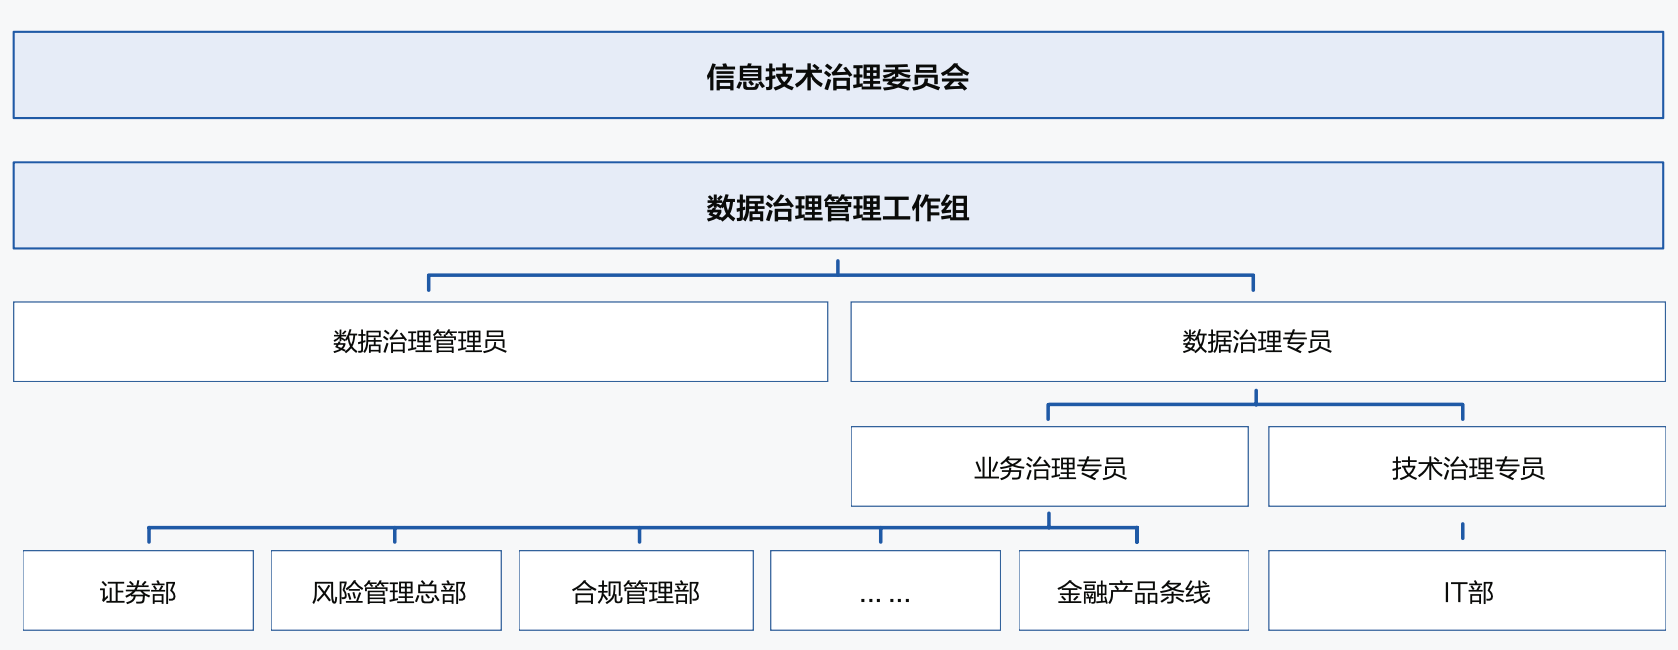 信息技术治理委员会
数据治理管理工作组
数据治理管理员
数据治理专员
业务治理专员
技术治理专员
证券部
风险管理总部
合规管理部
... ...
金融产品条线
IT部